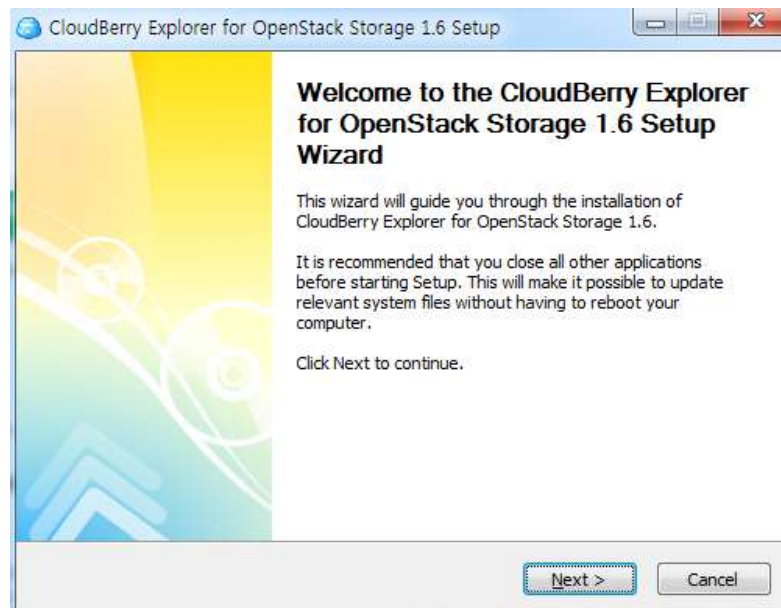 CloudBerry Explorer for OpenStack Storage 1.6 Setup
Welcome to the CloudBerry Explorer
for OpenStack Storage 1.6 Setup
Wizard
This wizard will guide you through the installation of
CloudBerry Explorer for OpenStack Storage 1.6.
It is recommended that you close all other applications
before starting Setup. This will make it possible to update
relevant system files without having to reboot your
computer.
Click Next to continue.
Next >
Cancel